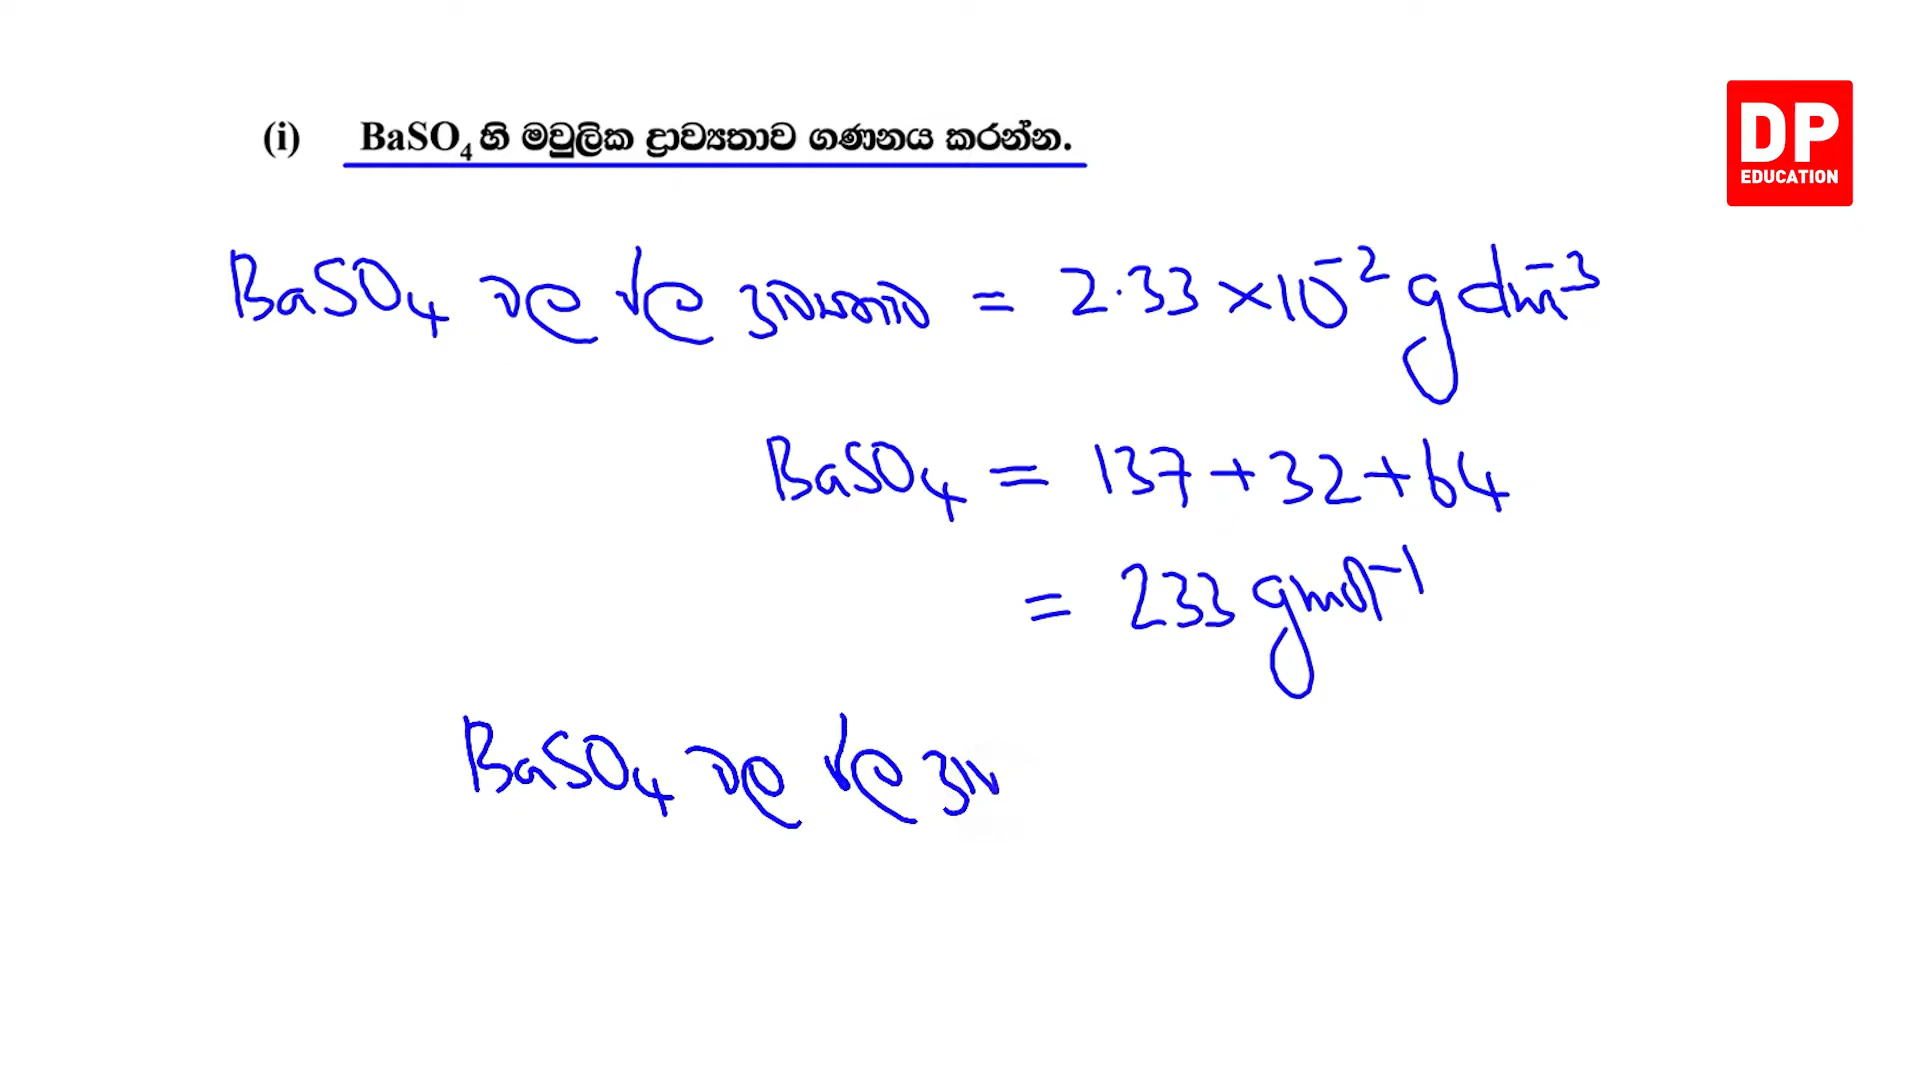 (i) BaSO₄ හි මවුලික ද්‍රාව්‍යතාව ගණනය කරන්න.
DP
EDUCATION
BaSO₄ වල ජල ද්‍රාව්‍යතාව = 2.33 × 10⁻² g dm⁻³
BaSO₄ = 137 + 32 + 64
= 233 gmol⁻¹
BaSO₄ වල ජල ද්‍රාව